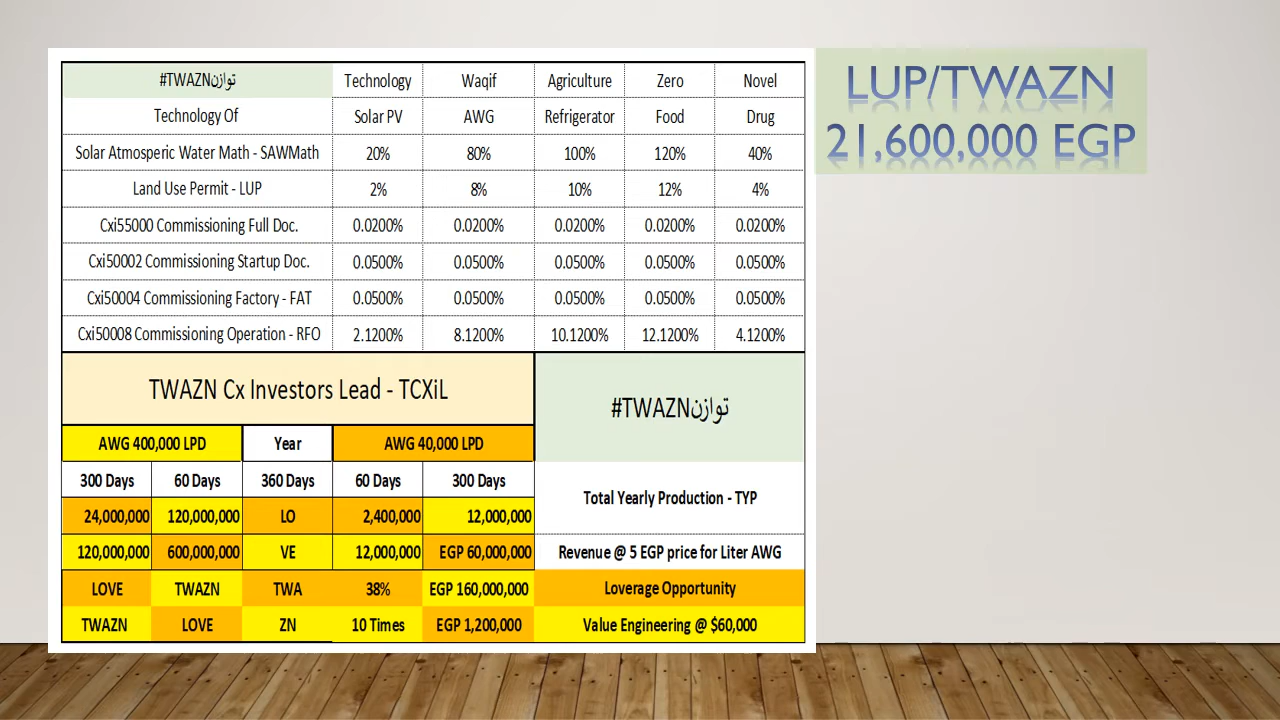 #TWAZNتوازن Technology Waqif Agriculture Zero Novel
Technology Of Solar PV AWG Refrigerator Food Drug
Solar Atmosperic Water Math - SAWMath 20% 80% 100% 120% 40%
Land Use Permit - LUP 2% 8% 10% 12% 4%
Cxi55000 Commissioning Full Doc. 0.0200% 0.0200% 0.0200% 0.0200% 0.0200%
Cxi50002 Commissioning Startup Doc. 0.0500% 0.0500% 0.0500% 0.0500% 0.0500%
Cxi50004 Commissioning Factory - FAT 0.0500% 0.0500% 0.0500% 0.0500% 0.0500%
Cxi50008 Commissioning Operation - RFO 2.1200% 8.1200% 10.1200% 12.1200% 4.1200%
TWAZN Cx Investors Lead - TCXiL
#TWAZNتوازن
AWG 400,000 LPD Year AWG 40,000 LPD
300 Days 60 Days 360 Days 60 Days 300 Days
Total Yearly Production - TYP
24,000,000 120,000,000 LO 2,400,000 12,000,000
120,000,000 600,000,000 VE 12,000,000 EGP 60,000,000 Revenue @ 5 EGP price for Liter AWG
LOVE TWAZN TWA 38% EGP 160,000,000 Loverage Opportunity
TWAZN LOVE ZN 10 Times EGP 1,200,000 Value Engineering @ $60,000
LUP/TWAZN
21,600,000 EGP